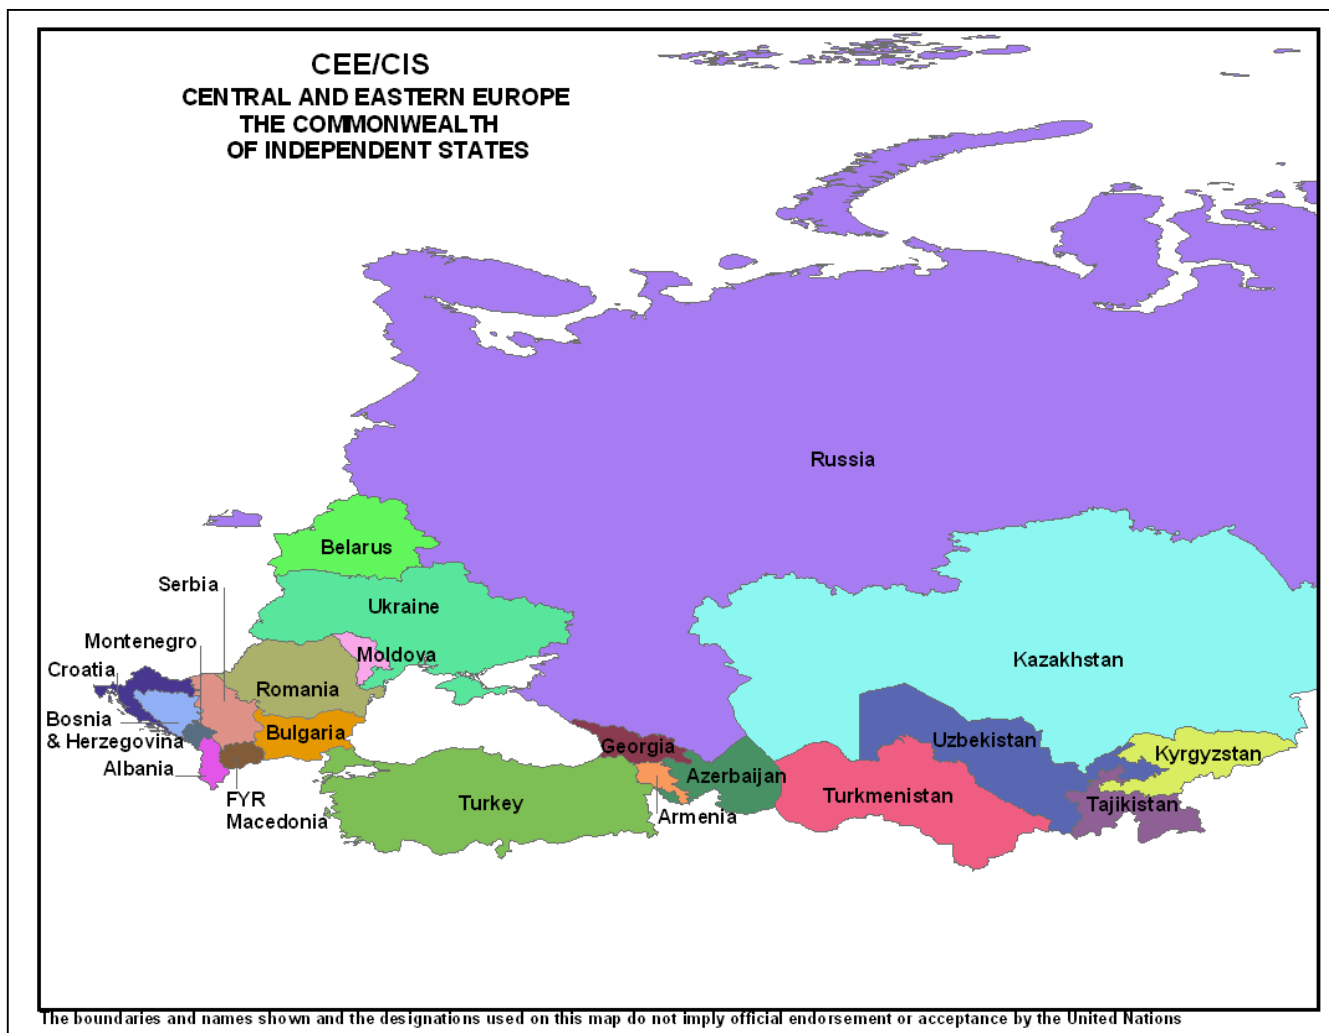 CEE/CIS
CENTRAL AND EASTERN EUROPE
THE COMMONWEALTH
OF INDEPENDENT STATES
Russia
Belarus
Serbia
Ukraine
Montenegro
Moldova
Croatia
Kazakhstan
Romania
Bosnia
& Herzegovina
Bulgaria
Uzbekistan
Georgia
Kyrgyzstan
Albania
Azerbaijan
FYR
Macedonia
Turkey
Armenia
Turkmenistan
Tajikistan
The boundaries and names shown and the designations used on this map do not imply official endorsement or acceptance by the United Nations